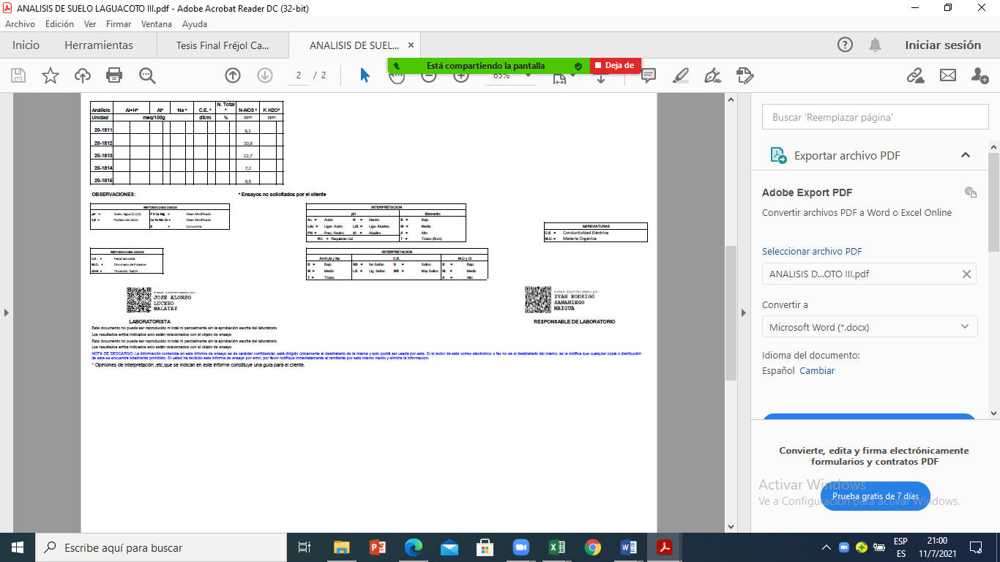 ANALISIS DE SUELO LAGUACOTO III.pdf - Adobe Acrobat Reader DC (32-bit)
Archivo Edición Ver Firmar Ventana Ayuda
Inicio Herramientas Tesis Final Fréjol Ca... ANALISIS DE SUEL... ×
Está compartiendo la pantalla Deja de
2 / 2 65%
Iniciar sesión
Análisis Al+H* Al* Na * C.E. * N. Total * N-NO3 * K H2O*
Unidad meq/100g dS/m % ppm ppm
20-1811 8,1
20-1812 20,8
20-1813 12,7
20-1814 7,2
20-1815 8,5
OBSERVACIONES: * Ensayos no solicitados por el cliente
METODOLOGIA USADA
pH = Suelo: Agua (1:2,5) P K Ca Mg = Olsen Modificado
S,B = Fosfato de Calcio Cu Fe Mn Zn = Olsen Modificado
B = Curcumina
INTERPRETACION
pH Elemento
Ac = Acido N = Neutro B = Bajo
LAc = Liger. Acido LAl = Lige. Alcalino M = Medio
PN = Prac. Neutro Al = Alcalino A = Alto
RC = Requieren Cal T = Tóxico (Boro)
ABREVIATURAS
C.E = Conductividad Eléctrica
M.O. = Materia Orgánica
METODOLOGIA USADA
C.E. = Pasta Saturada
M.O. = Dicromato de Potasio
Al+H = Titulación NaOH
INTERPRETACION
Al+H,Al y Na C.E. M.O y Cl
B = Bajo NS = No Salino S = Salino B = Bajo
M = Medio LS = Lig. Salino MS = Muy Salino M. = Medio
T = Tóxico A = Alto
Firmado electrónicamente por:
JOSE ALONSO
LUCERO
MALATAY
Firmado electrónicamente por:
IVAN RODRIGO
SAMANIEGO
MAIGUA
LABORATORISTA RESPONSABLE DE LABORATORIO
Este documento no puede ser reproducido ni total ni parcialmente sin la aprobación escrita del laboratorio.
Los resultados arriba indicados solo están relacionados con el objeto de ensayo
Este documento no puede ser reproducido ni total ni parcialmente sin la aprobación escrita del laboratorio.
Los resultados arriba indicados solo están relacionados con el objeto de ensayo
NOTA DE DESCARGO: La información contenida en este informe de ensayo es de carácter confidencial, está dirigido únicamente al destinatario de la misma y solo podrá ser usada por este. Si el lector de este correo electronico o fax no es el destinatario del mismo, se le notifica que cualquier copia o distribución
de este se encuentra totalmente prohibido. Si usted ha recibido este informe de ensayo por error, por favor notifique inmediatamente al remitente por este mismo medio y elimine la informacion.
* Opiniones de interpretación ,etc,que se indican en este informe constituye una guía para el cliente.
Buscar 'Reemplazar página'
Exportar archivo PDF
Adobe Export PDF
Convertir archivos PDF a Word o Excel Online
Seleccionar archivo PDF
ANALISIS D...OTO III.pdf
Convertir a
Microsoft Word (*.docx)
Idioma del documento:
Español Cambiar
Convierte, edita y firma electrónicamente
formularios y contratos PDF
Prueba gratis de 7 días
Activar Windows
Ve a Configuración para activar Windows.
Escribe aquí para buscar
ESP
ES
21:00
11/7/2021